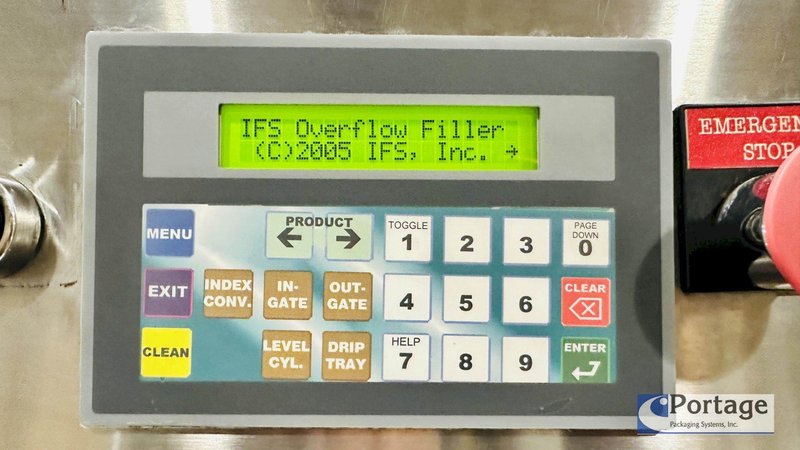 IFS Overflow Filler
(C)2005 IFS, Inc. →
EMERGEN
STOP
MENU
PRODUCT
← →
TOGGLE
1
2
3
PAGE
DOWN
0
EXIT
INDEX
CONV.
IN-
GATE
OUT-
GATE
4
5
6
CLEAR
CLEAN
LEVEL
CYL.
DRIP
TRAY
HELP
7
8
9
ENTER
Portage
Packaging Systems, Inc.